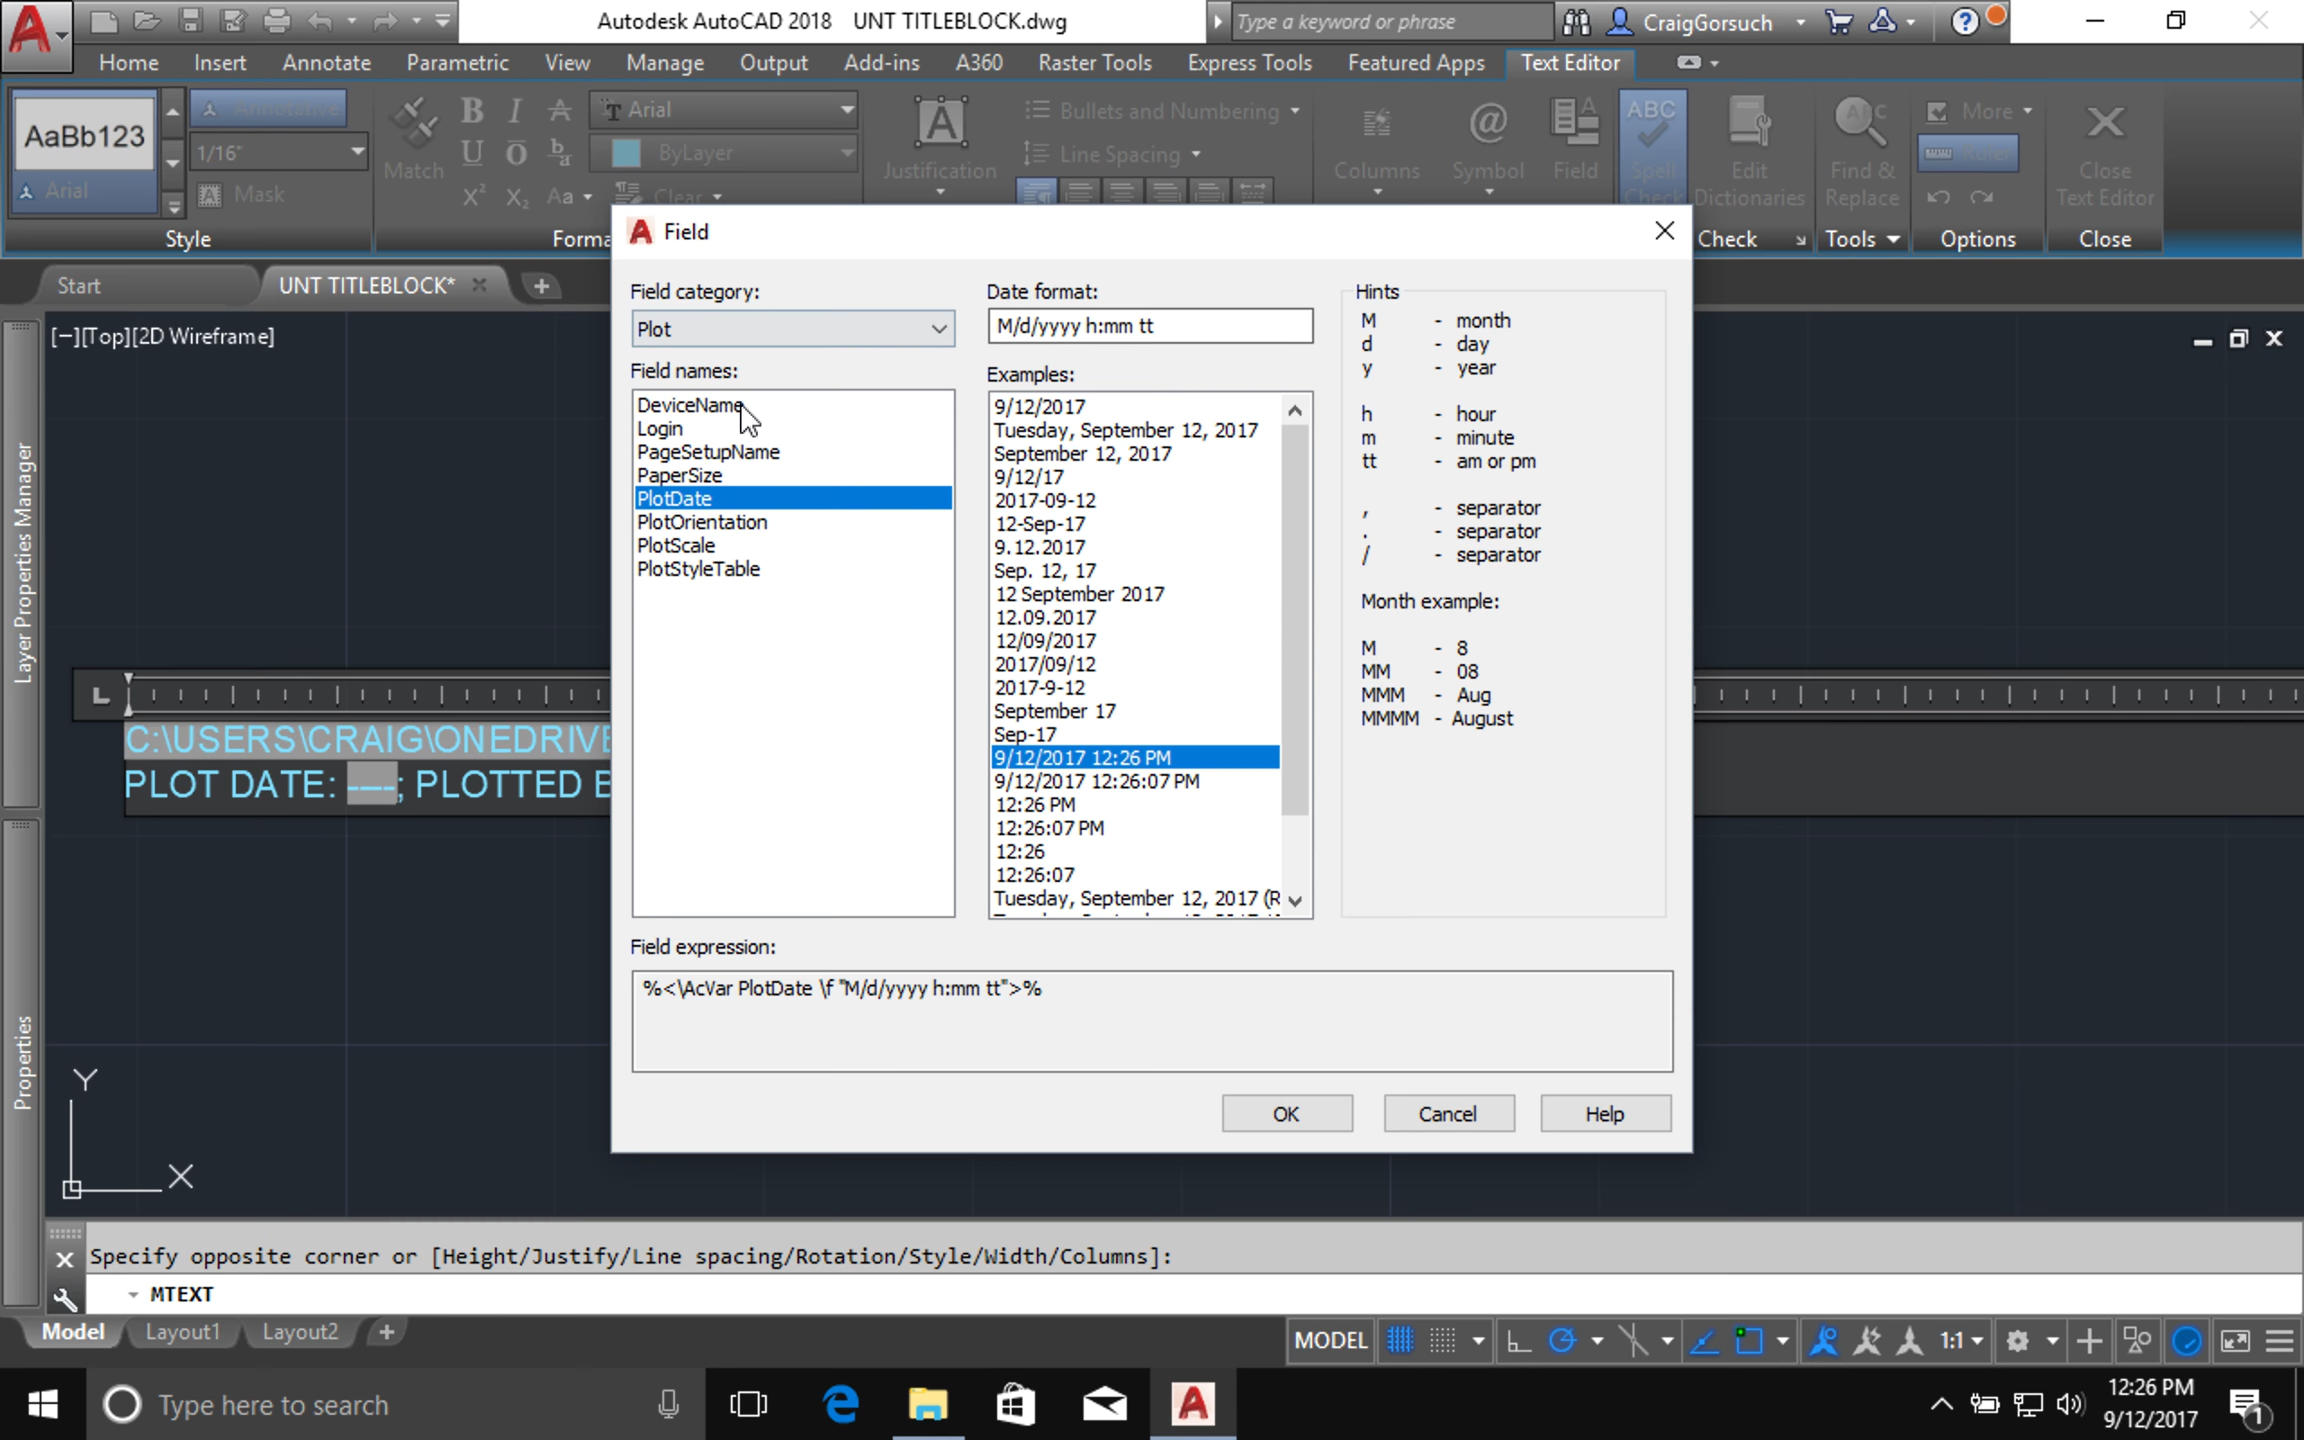 Autodesk AutoCAD 2018 UNT TITLEBLOCK.dwg
Type a keyword or phrase
CraigGorsuch
Home Insert Annotate Parametric View Manage Output Add-ins A360 Raster Tools Express Tools Featured Apps Text Editor
AaBb123
Arial
Annotative
1/16"
Mask
Style
Match
Arial
ByLayer
Clear
Justification
Bullets and Numbering
Line Spacing
Columns
Symbol
Field
ABC
Spell
Check
Edit
Dictionaries
Find &
Replace
More
Ruler
Close
Text Editor
Check
Tools
Options
Close
Start
UNT TITLEBLOCK*
[−][Top][2D Wireframe]
Layer Properties Manager
Properties
C:\USERS\CRAIG\ONEDRIVE
PLOT DATE: ----; PLOTTED B
Field
Field category:
Plot
Field names:
DeviceName
Login
PageSetupName
PaperSize
PlotDate
PlotOrientation
PlotScale
PlotStyleTable
Date format:
M/d/yyyy h:mm tt
Examples:
9/12/2017
Tuesday, September 12, 2017
September 12, 2017
9/12/17
2017-09-12
12-Sep-17
9.12.2017
Sep. 12, 17
12 September 2017
12.09.2017
12/09/2017
2017/09/12
2017-9-12
September 17
Sep-17
9/12/2017 12:26 PM
9/12/2017 12:26:07 PM
12:26 PM
12:26:07 PM
12:26
12:26:07
Tuesday, September 12, 2017 (R
Hints
M - month
d - day
y - year
h - hour
m - minute
tt - am or pm
, - separator
. - separator
/ - separator
Month example:
M - 8
MM - 08
MMM - Aug
MMMM - August
Field expression:
%<\AcVar PlotDate \f "M/d/yyyy h:mm tt">%
OK
Cancel
Help
Y
X
Specify opposite corner or [Height/Justify/Line spacing/Rotation/Style/Width/Columns]:
MTEXT
Model Layout1 Layout2
MODEL
1:1
Type here to search
12:26 PM
9/12/2017
1